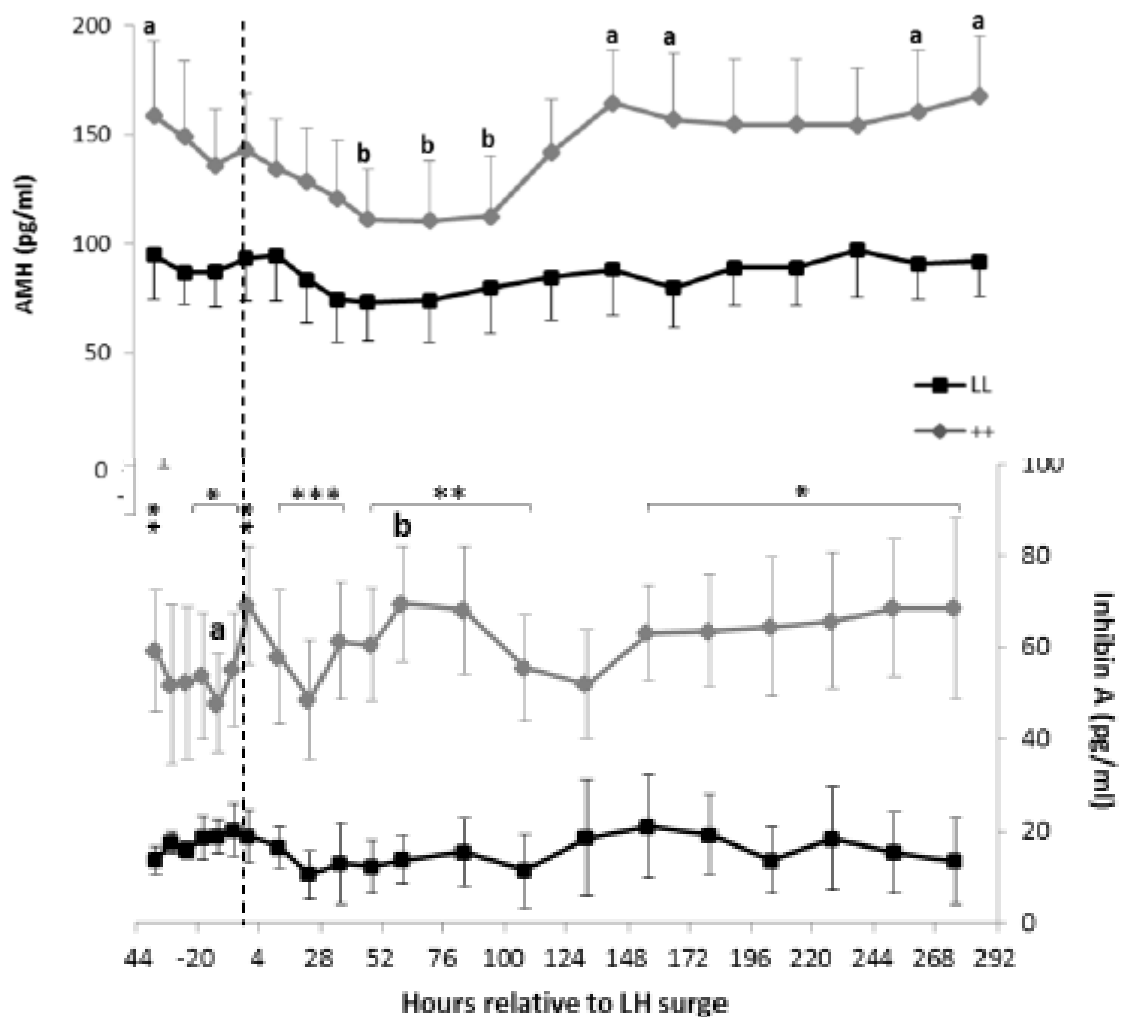 200
a
a
a
a
a
150
b
b
b
AMH (pg/ml)
100
50
LL
++
0
-
100
*
*
*
*
*
***
**
*
b
a
80
60
40
20
0
Inhibin A (pg/ml)
44 -20 4 28 52 76 100 124 148 172 196 220 244 268 292
Hours relative to LH surge